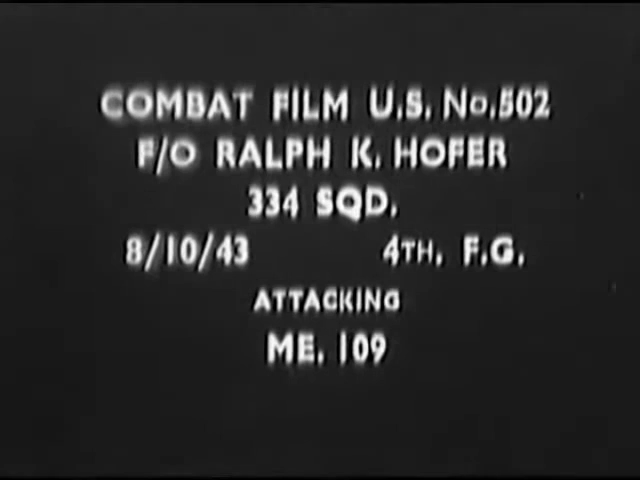 COMBAT FILM U.S. No.502
F/O RALPH K. HOFER
334 SQD.
8/10/43 4TH. F.G.
ATTACKING
ME. 109